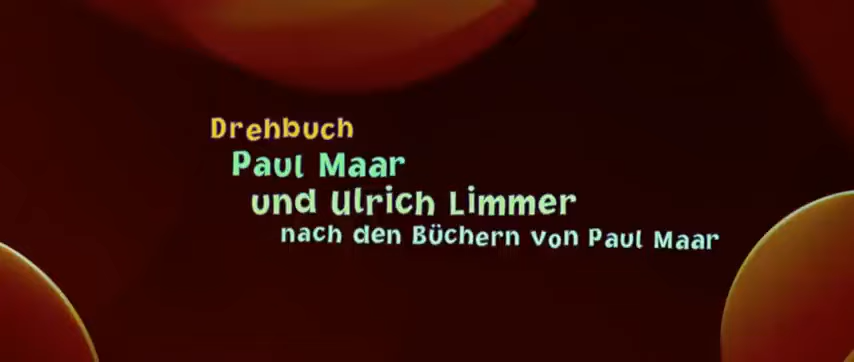 Drehbuch
Paul Maar
und Ulrich Limmer
nach den Büchern von Paul Maar